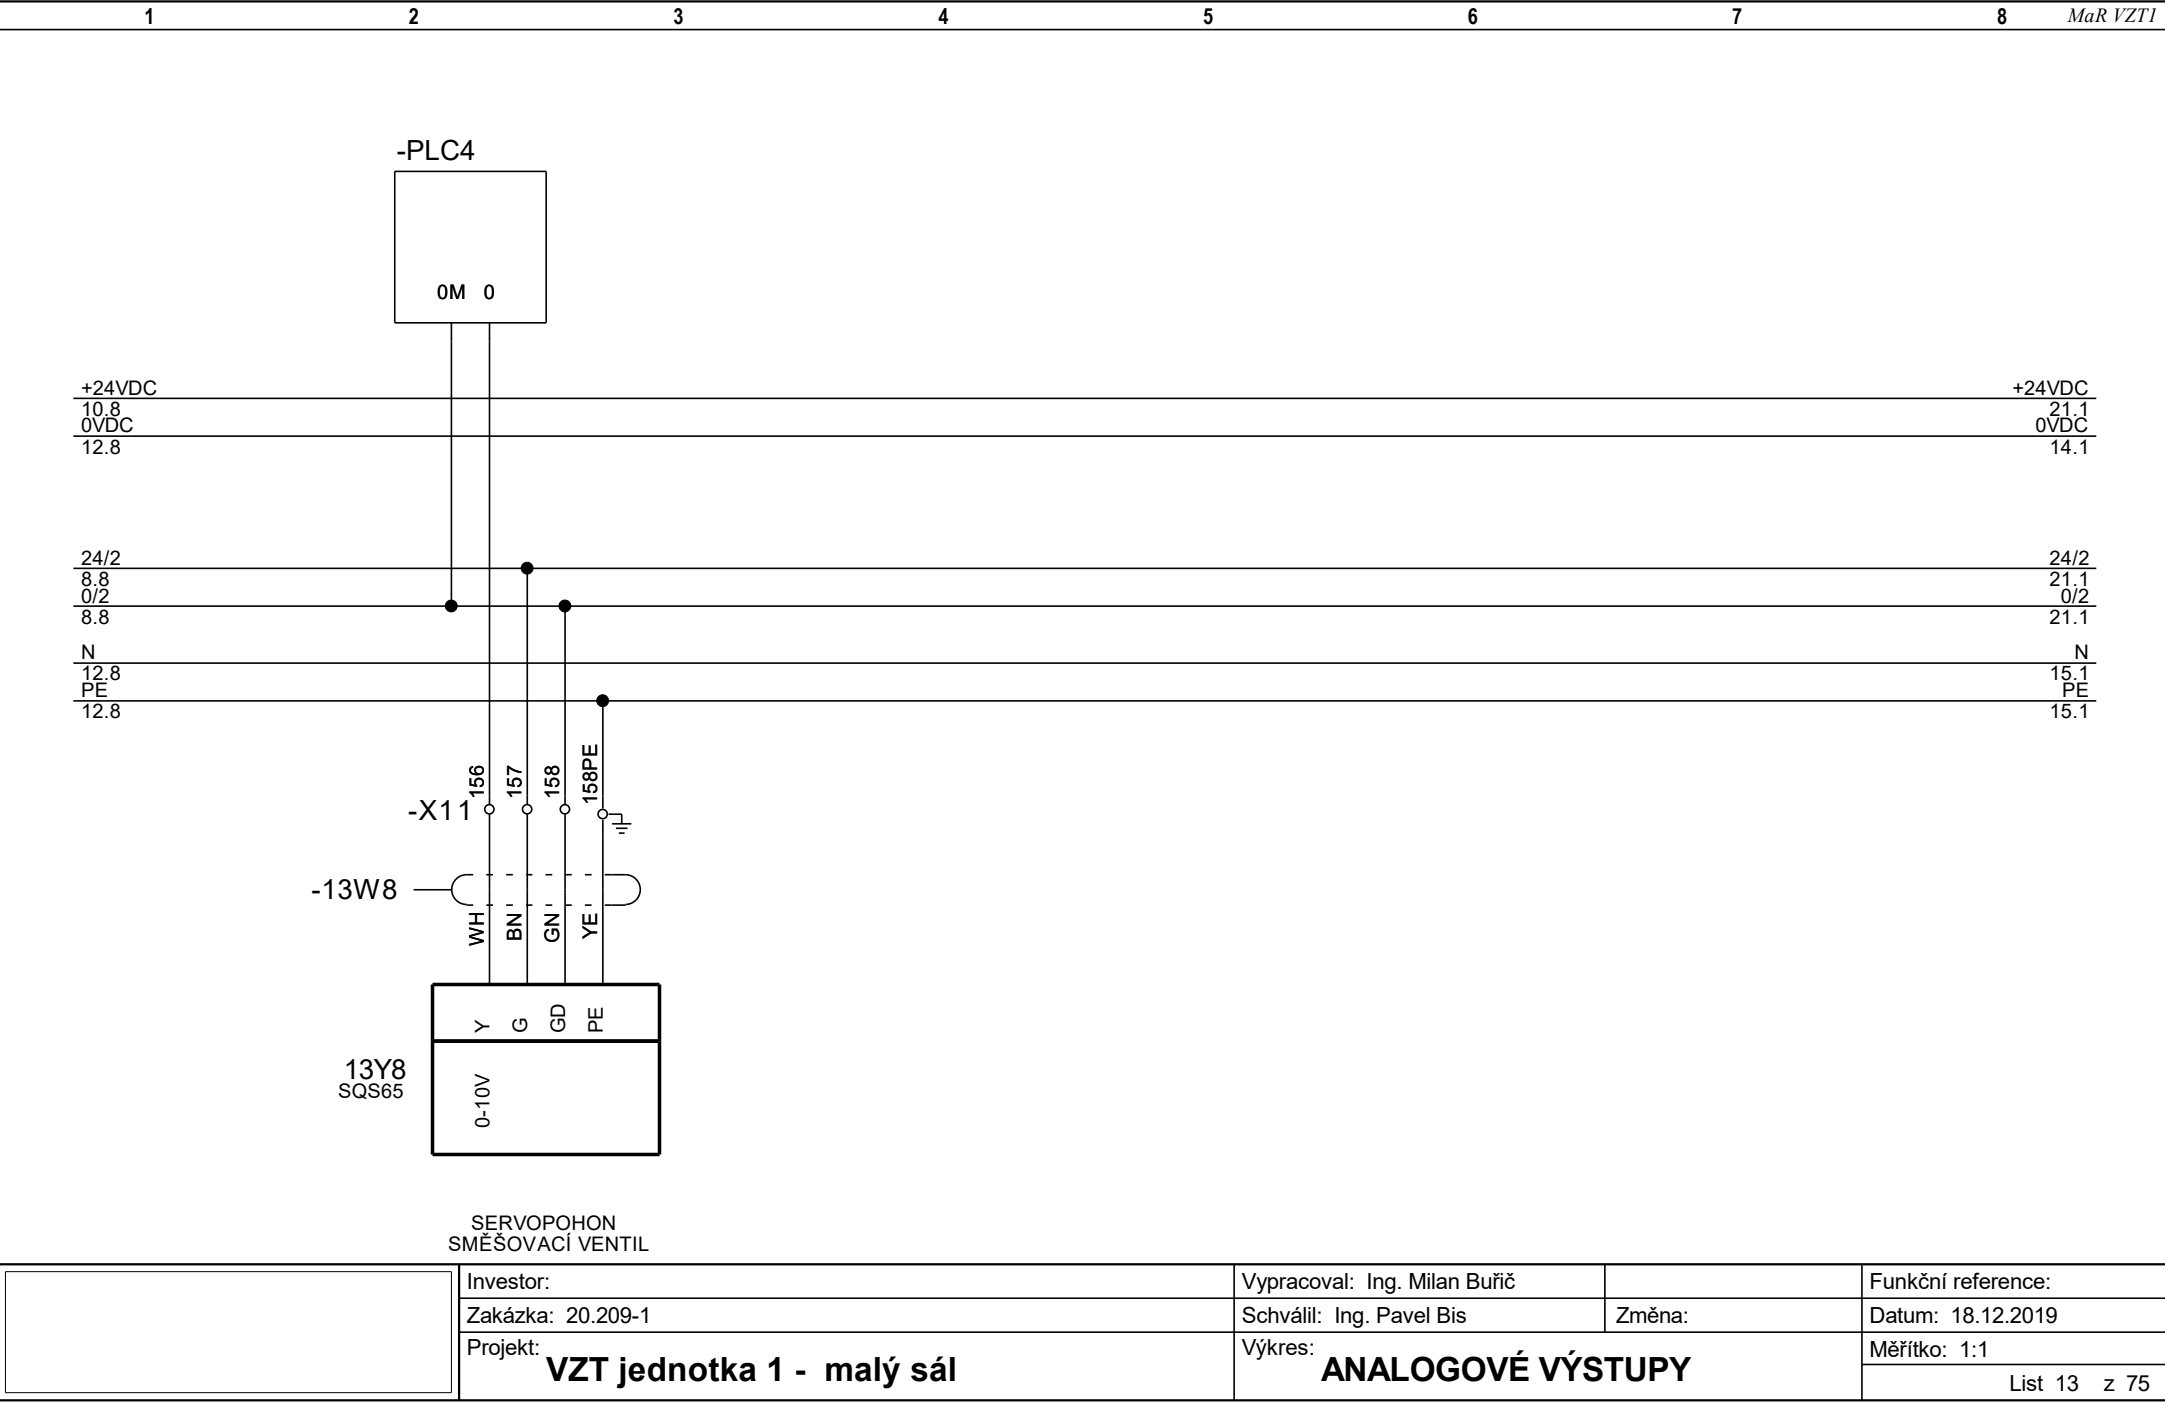 1 2 3 4 5 6 7 8 MaR VZT1
-PLC4
0M 0
+24VDC +24VDC
10.8 21.1
0VDC 0VDC
12.8 14.1
24/2 24/2
8.8 21.1
0/2 0/2
8.8 21.1
N N
12.8 15.1
PE PE
12.8 15.1
156 157 158 158PE
-X11
-13W8
WH BN GN YE
Y G GD PE
13Y8
SQS65
0-10V
SERVOPOHON
SMĚŠOVACÍ VENTIL
Investor: Vypracoval: Ing. Milan Buřič Funkční reference:
Zakázka: 20.209-1 Schválil: Ing. Pavel Bis Změna: Datum: 18.12.2019
Projekt: VZT jednotka 1 - malý sál Výkres: ANALOGOVÉ VÝSTUPY Měřítko: 1:1
List 13 z 75